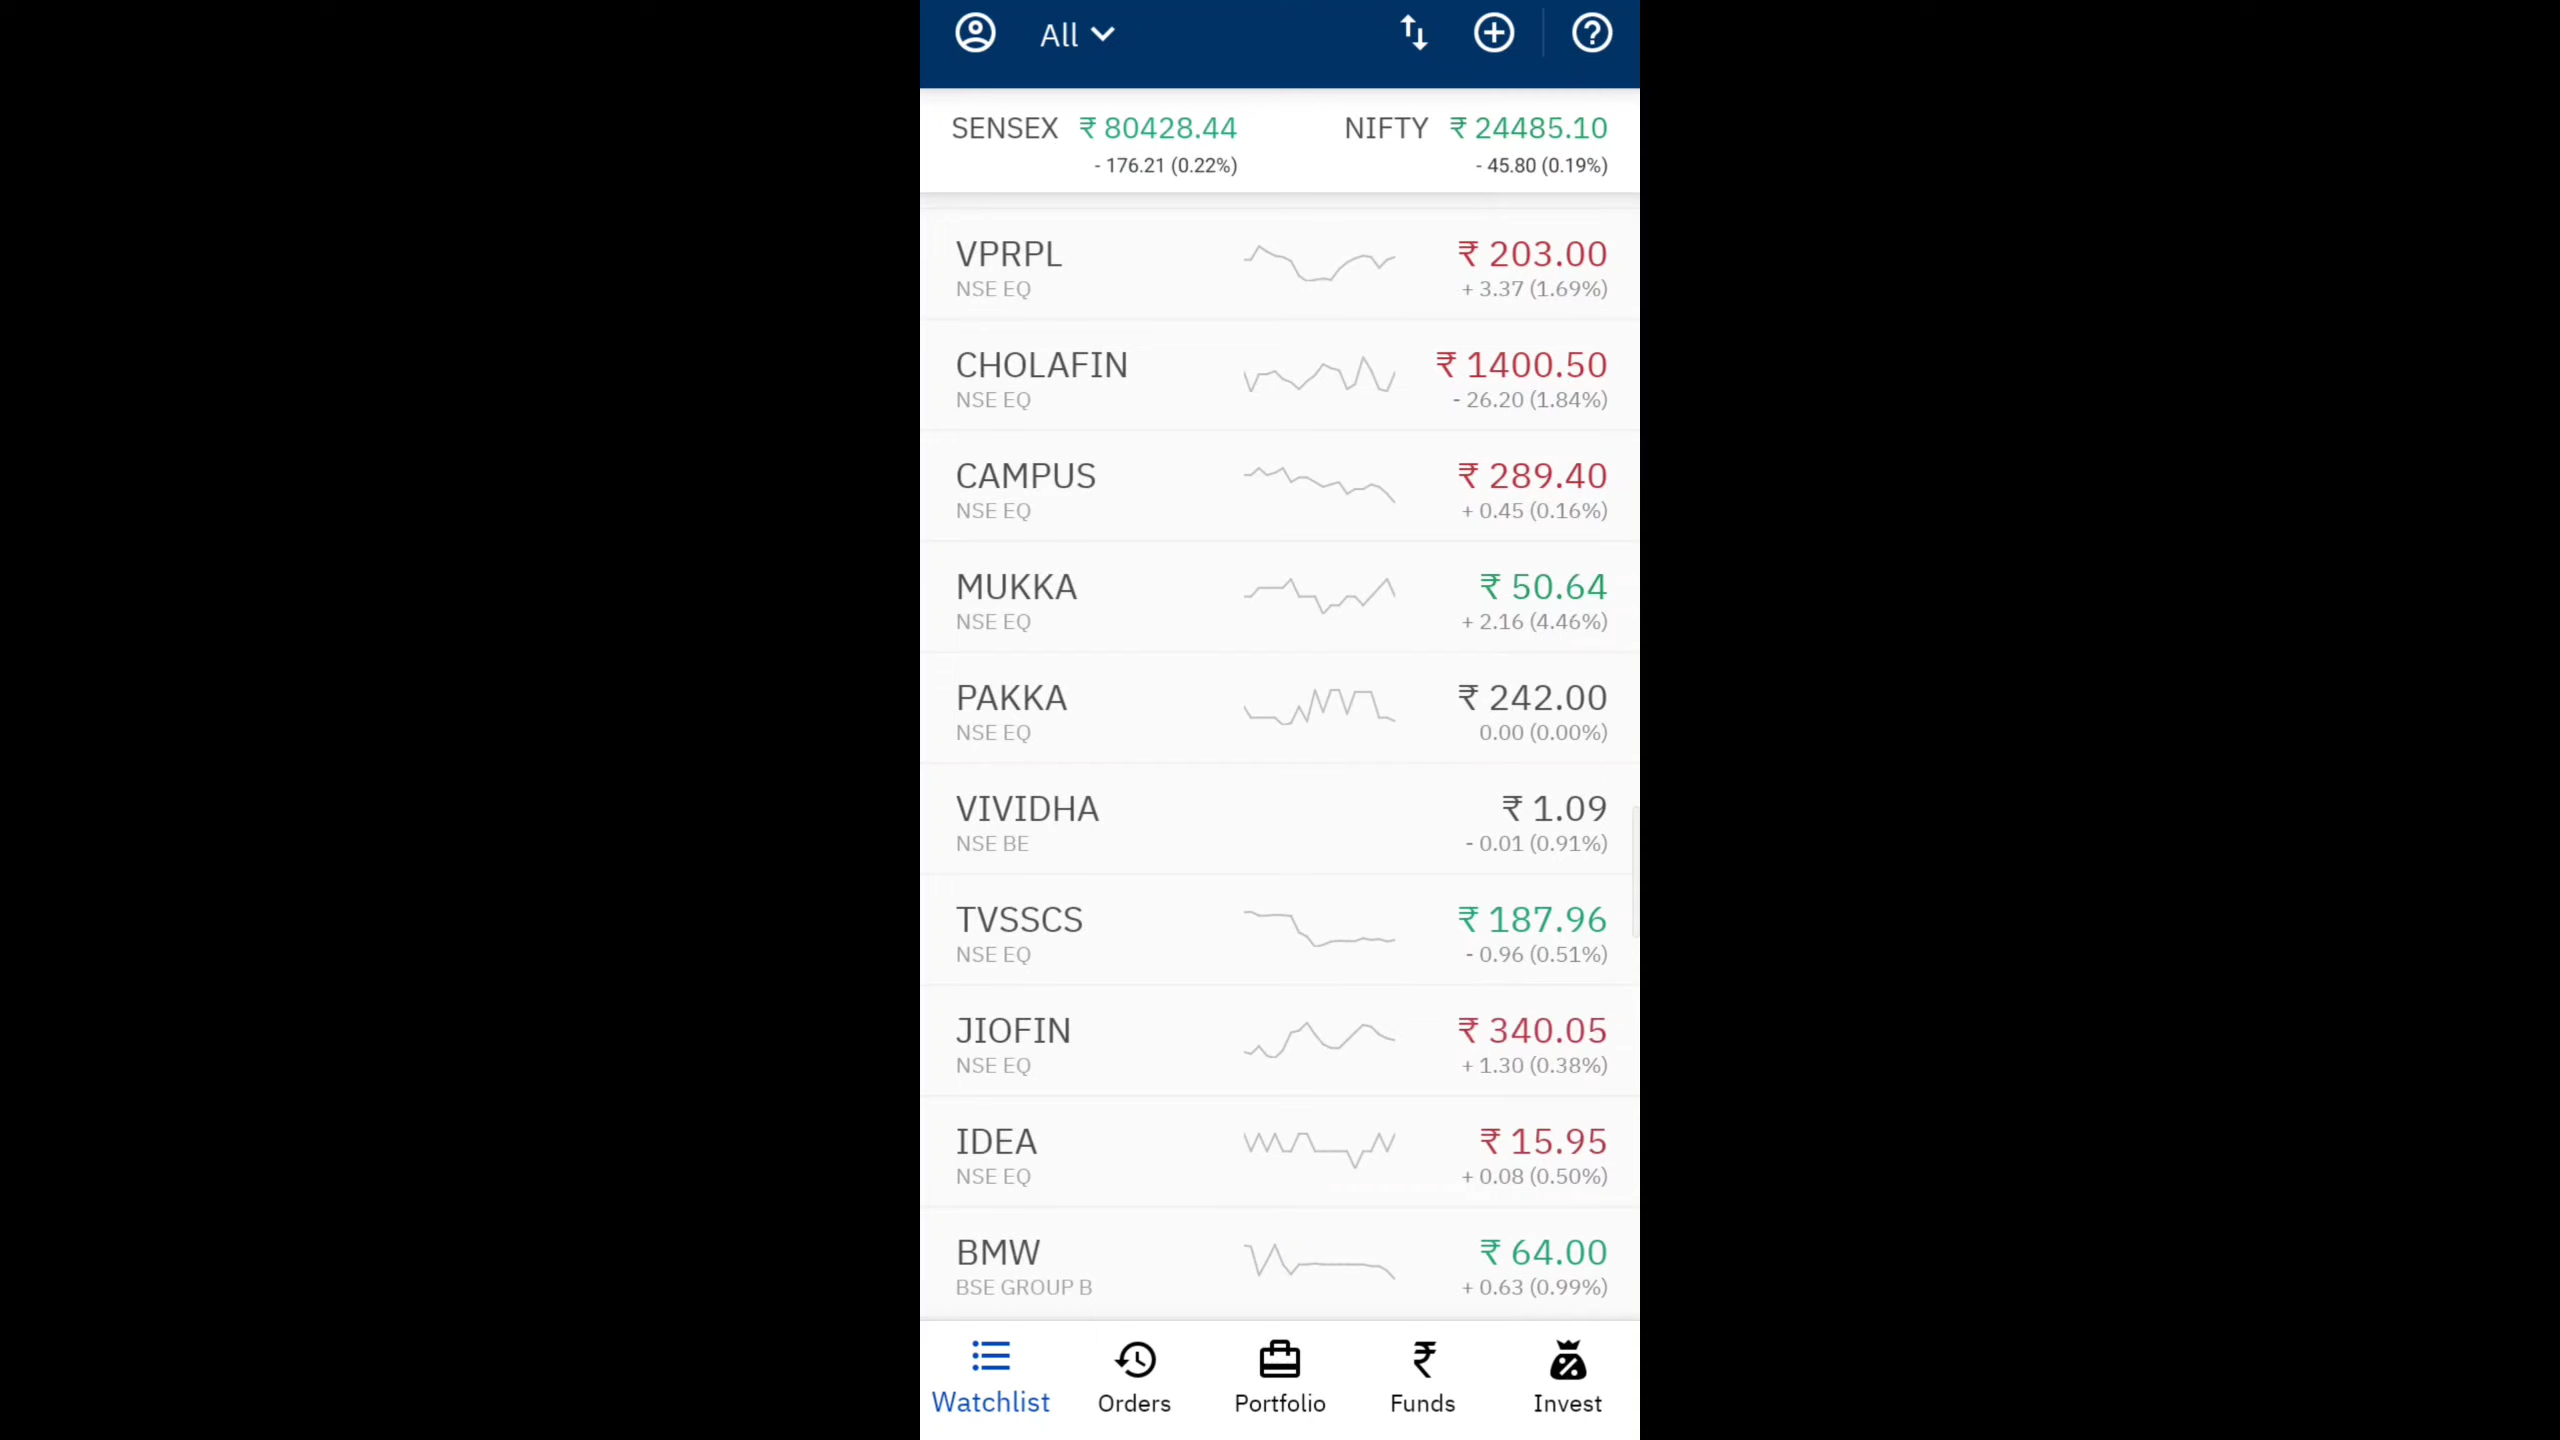 All
SENSEX ₹ 80428.44 NIFTY ₹ 24485.10
- 176.21 (0.22%) - 45.80 (0.19%)
VPRPL ₹ 203.00
NSE EQ + 3.37 (1.69%)
CHOLAFIN ₹ 1400.50
NSE EQ - 26.20 (1.84%)
CAMPUS ₹ 289.40
NSE EQ + 0.45 (0.16%)
MUKKA ₹ 50.64
NSE EQ + 2.16 (4.46%)
PAKKA ₹ 242.00
NSE EQ 0.00 (0.00%)
VIVIDHA ₹ 1.09
NSE BE - 0.01 (0.91%)
TVSSCS ₹ 187.96
NSE EQ - 0.96 (0.51%)
JIOFIN ₹ 340.05
NSE EQ + 1.30 (0.38%)
IDEA ₹ 15.95
NSE EQ + 0.08 (0.50%)
BMW ₹ 64.00
BSE GROUP B + 0.63 (0.99%)
Watchlist Orders Portfolio Funds Invest